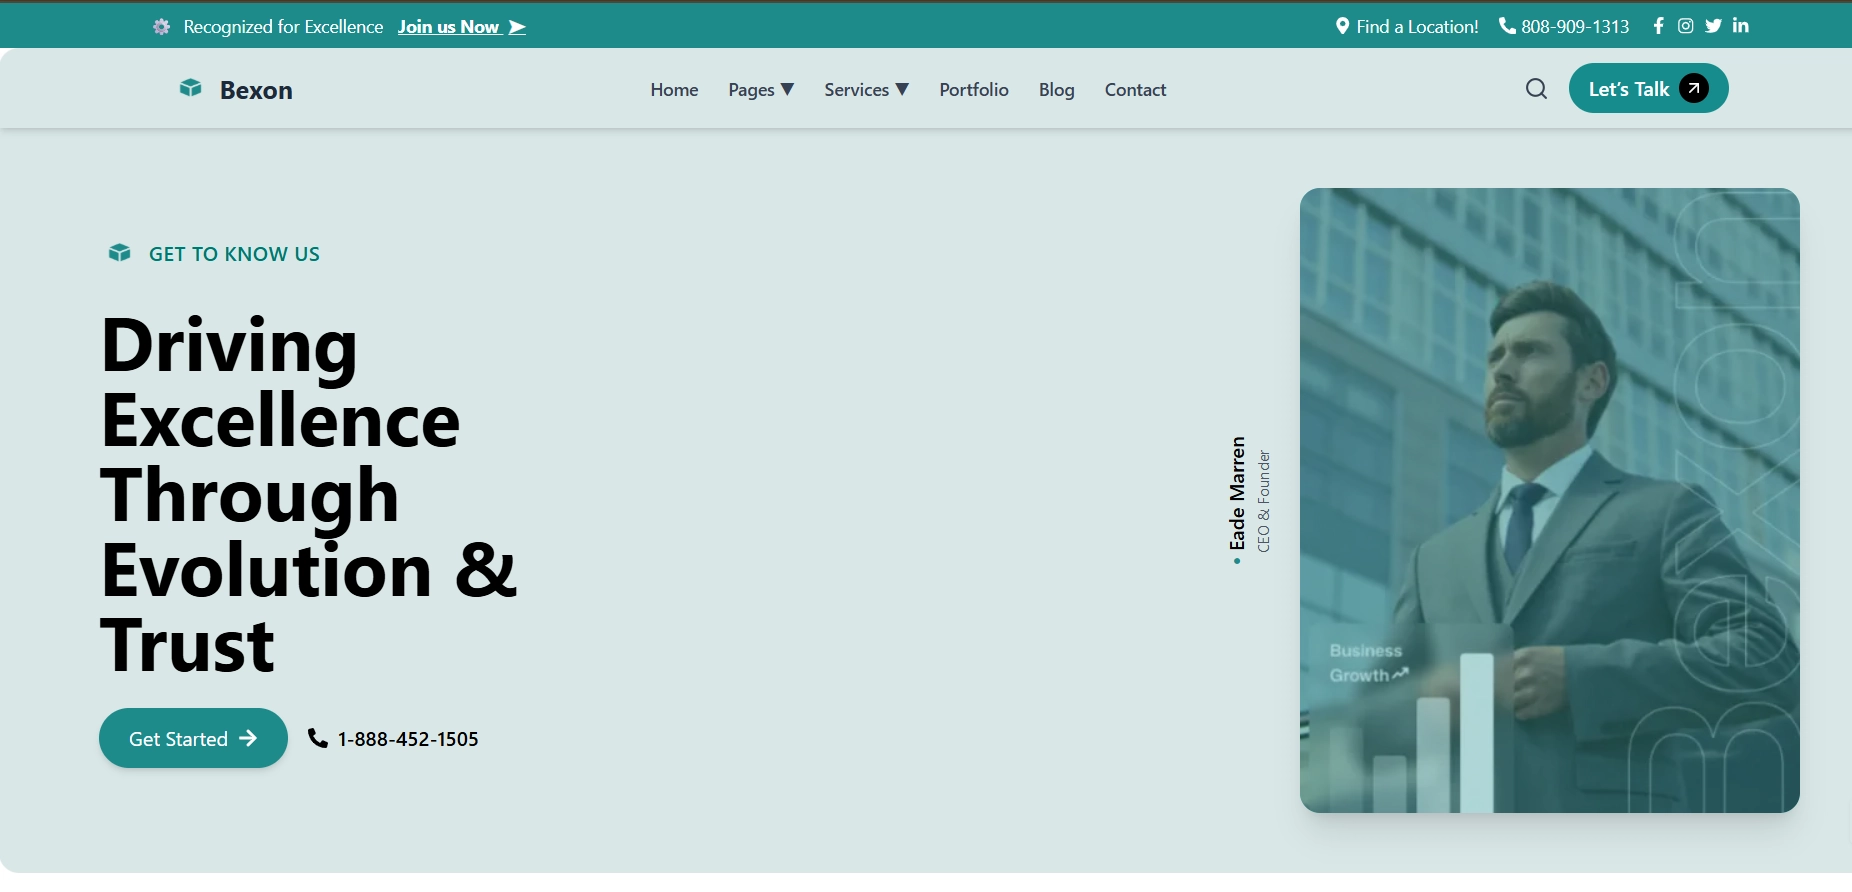 Recognized for Excellence Join us Now
Find a Location! 808-909-1313
Bexon
Home Pages Services Portfolio Blog Contact
Let’s Talk
GET TO KNOW US
Driving
Excellence
Through
Evolution &
Trust
Get Started
1-888-452-1505
Eade Marren
CEO & Founder
Business
Growth